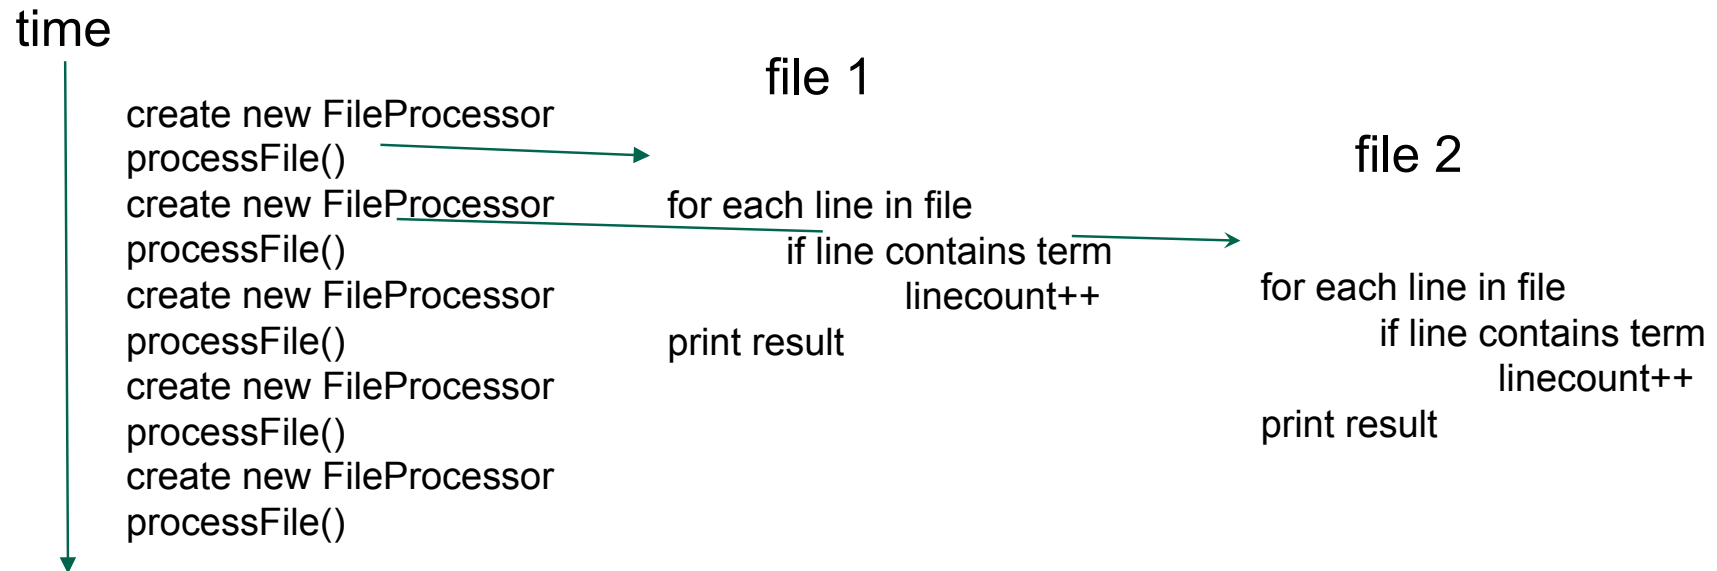 time
create new FileProcessor
processFile()
create new FileProcessor
processFile()
create new FileProcessor
processFile()
create new FileProcessor
processFile()
create new FileProcessor
processFile()
file 1
for each line in file
if line contains term
linecount++
print result
file 2
for each line in file
if line contains term
linecount++
print result